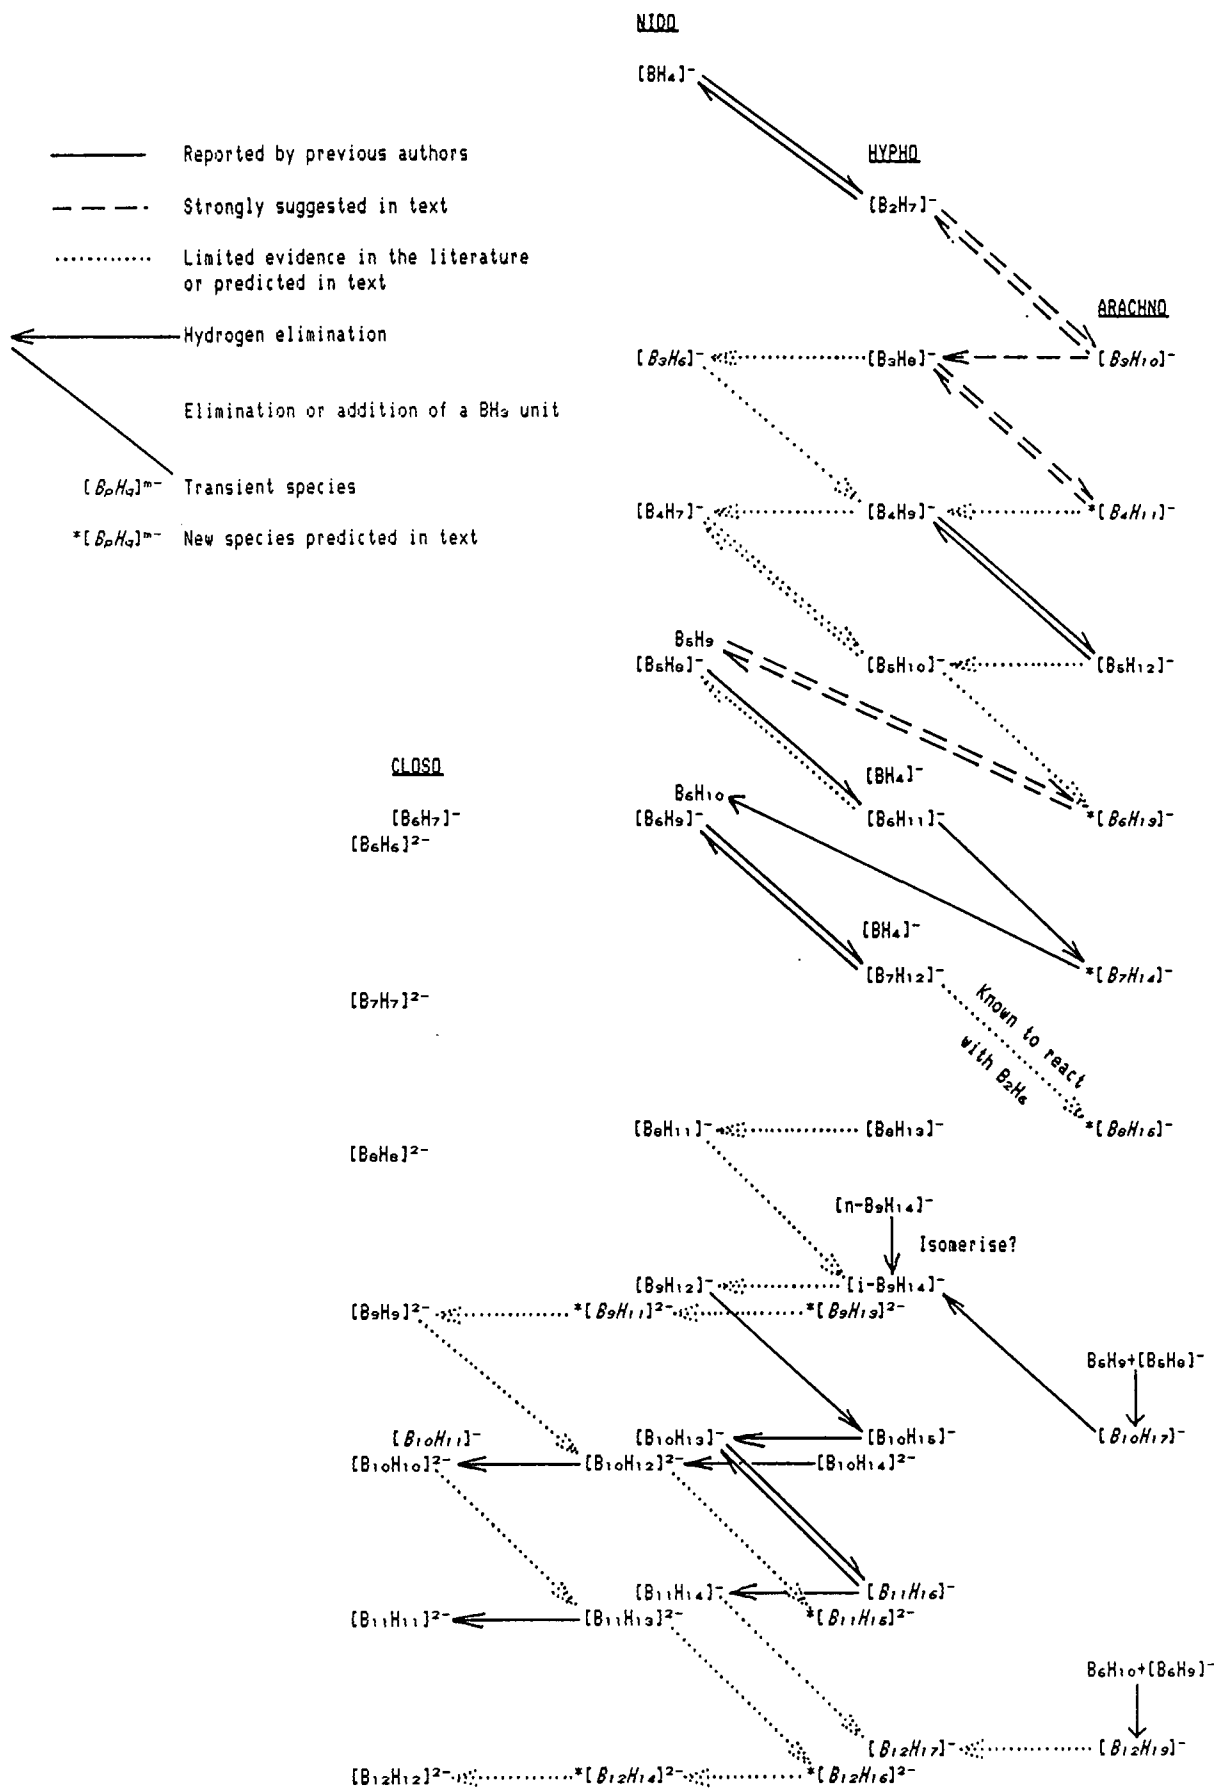 NIDO
[BH₄]⁻
Reported by previous authors
HYPHO
Strongly suggested in text
[B₂H₇]⁻
Limited evidence in the literature
or predicted in text
ARACHNO
Hydrogen elimination
[B₃H₆]⁻ [B₃H₈]⁻ [B₃H₁₀]⁻
Elimination or addition of a BH₃ unit
[BₚH_q]ᵐ⁻ Transient species
[B₄H₇]⁻ [B₄H₉]⁻ *[B₄H₁₁]⁻
*[BₚH_q]ᵐ⁻ New species predicted in text
B₅H₉
[B₅H₈]⁻ [B₅H₁₀]⁻ [B₅H₁₂]⁻
CLOSO
[BH₄]⁻
B₆H₁₀
[B₆H₇]⁻ [B₆H₉]⁻ [B₆H₁₁]⁻ *[B₆H₁₃]⁻
[B₆H₆]²⁻
[BH₄]⁻
[B₇H₁₂]⁻ *[B₇H₁₄]⁻
[B₇H₇]²⁻
Known to react
with B₂H₆
[B₈H₁₁]⁻ [B₈H₁₃]⁻ *[B₈H₁₅]⁻
[B₈H₈]²⁻
[n-B₉H₁₄]⁻
Isomerise?
[B₉H₁₂]⁻ [i-B₉H₁₄]⁻
[B₉H₉]²⁻ *[B₉H₁₁]²⁻ *[B₉H₁₃]²⁻
B₅H₉+[B₅H₈]⁻
[B₁₀H₁₁]⁻ [B₁₀H₁₃]⁻ [B₁₀H₁₅]⁻ [B₁₀H₁₇]⁻
[B₁₀H₁₀]²⁻ [B₁₀H₁₂]²⁻ [B₁₀H₁₄]²⁻
[B₁₁H₁₄]⁻ [B₁₁H₁₆]⁻
[B₁₁H₁₁]²⁻ [B₁₁H₁₃]²⁻ *[B₁₁H₁₅]²⁻
B₆H₁₀+[B₆H₉]⁻
[B₁₂H₁₇]⁻ [B₁₂H₁₉]⁻
[B₁₂H₁₂]²⁻ *[B₁₂H₁₄]²⁻ *[B₁₂H₁₆]²⁻